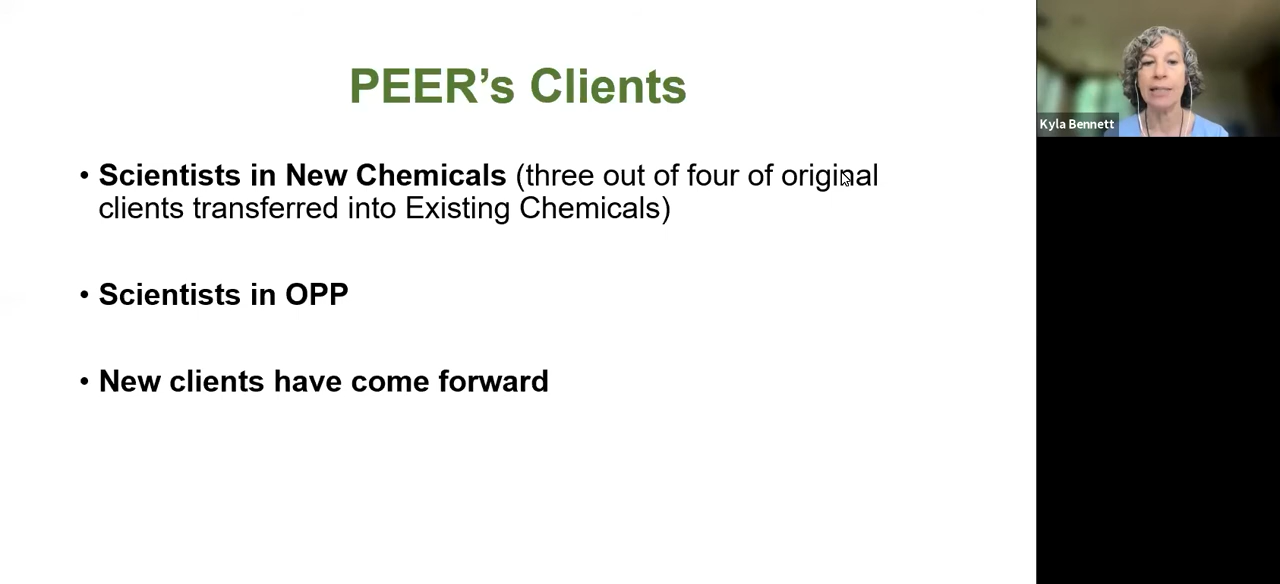 PEER’s Clients
• Scientists in New Chemicals (three out of four of original
clients transferred into Existing Chemicals)
• Scientists in OPP
• New clients have come forward
Kyla Bennett